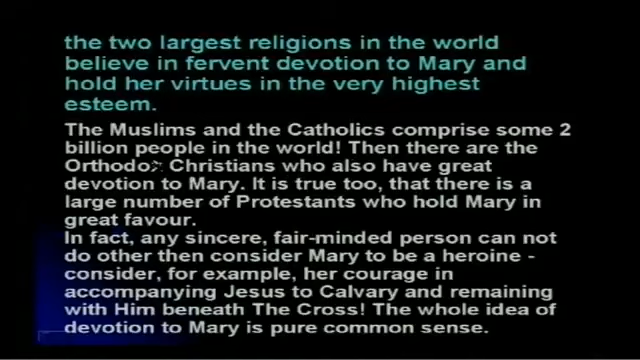 the two largest religions in the world
believe in fervent devotion to Mary and
hold her virtues in the very highest
esteem.
The Muslims and the Catholics comprise some 2
billion people in the world! Then there are the
Orthodox Christians who also have great
devotion to Mary. It is true too, that there is a
large number of Protestants who hold Mary in
great favour.
In fact, any sincere, fair-minded person can not
do other then consider Mary to be a heroine -
consider, for example, her courage in
accompanying Jesus to Calvary and remaining
with Him beneath The Cross! The whole idea of
devotion to Mary is pure common sense.